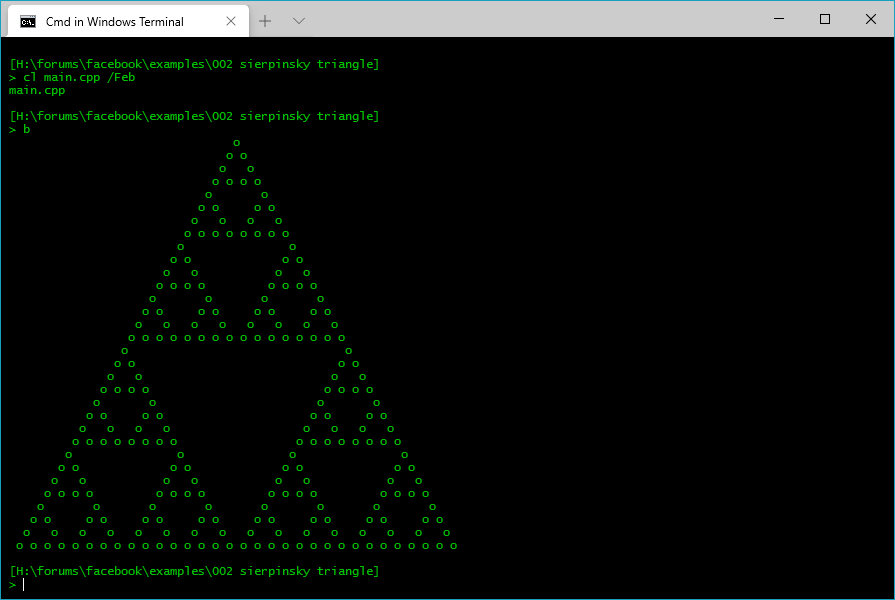 Cmd in Windows Terminal
[H:\forums\facebook\examples\002 sierpinsky triangle]
> cl main.cpp /Feb
main.cpp
[H:\forums\facebook\examples\002 sierpinsky triangle]
> b
                                o
                               o o
                              o   o
                             o o o o
                            o       o
                           o o     o o
                          o   o   o   o
                         o o o o o o o o
                        o               o
                       o o             o o
                      o   o           o   o
                     o o o o         o o o o
                    o       o       o       o
                   o o     o o     o o     o o
                  o   o   o   o   o   o   o   o
                 o o o o o o o o o o o o o o o o
                o                               o
               o o                             o o
              o   o                           o   o
             o o o o                         o o o o
            o       o                       o       o
           o o     o o                     o o     o o
          o   o   o   o                   o   o   o   o
         o o o o o o o o                 o o o o o o o o
        o               o               o               o
       o o             o o             o o             o o
      o   o           o   o           o   o           o   o
     o o o o         o o o o         o o o o         o o o o
    o       o       o       o       o       o       o       o
   o o     o o     o o     o o     o o     o o     o o     o o
  o   o   o   o   o   o   o   o   o   o   o   o   o   o   o   o
 o o o o o o o o o o o o o o o o o o o o o o o o o o o o o o o o
[H:\forums\facebook\examples\002 sierpinsky triangle]
>